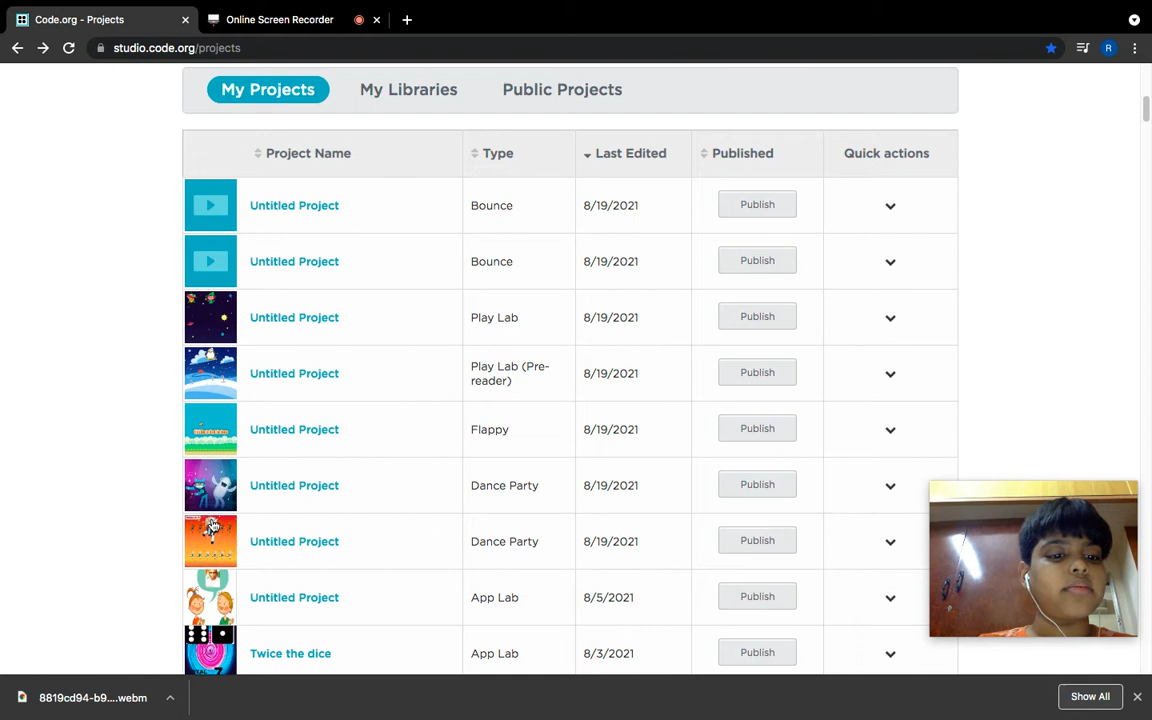 Code.org - Projects
Online Screen Recorder
studio.code.org/projects
R
My Projects
My Libraries
Public Projects
Project Name
Type
Last Edited
Published
Quick actions
Untitled Project
Bounce
8/19/2021
Publish
Untitled Project
Bounce
8/19/2021
Publish
Untitled Project
Play Lab
8/19/2021
Publish
Untitled Project
Play Lab (Pre-
reader)
8/19/2021
Publish
Untitled Project
Flappy
8/19/2021
Publish
Untitled Project
Dance Party
8/19/2021
Publish
Untitled Project
Dance Party
8/19/2021
Publish
Untitled Project
App Lab
8/5/2021
Publish
Twice the dice
App Lab
8/3/2021
Publish
8819cd94-b9....webm
Show All